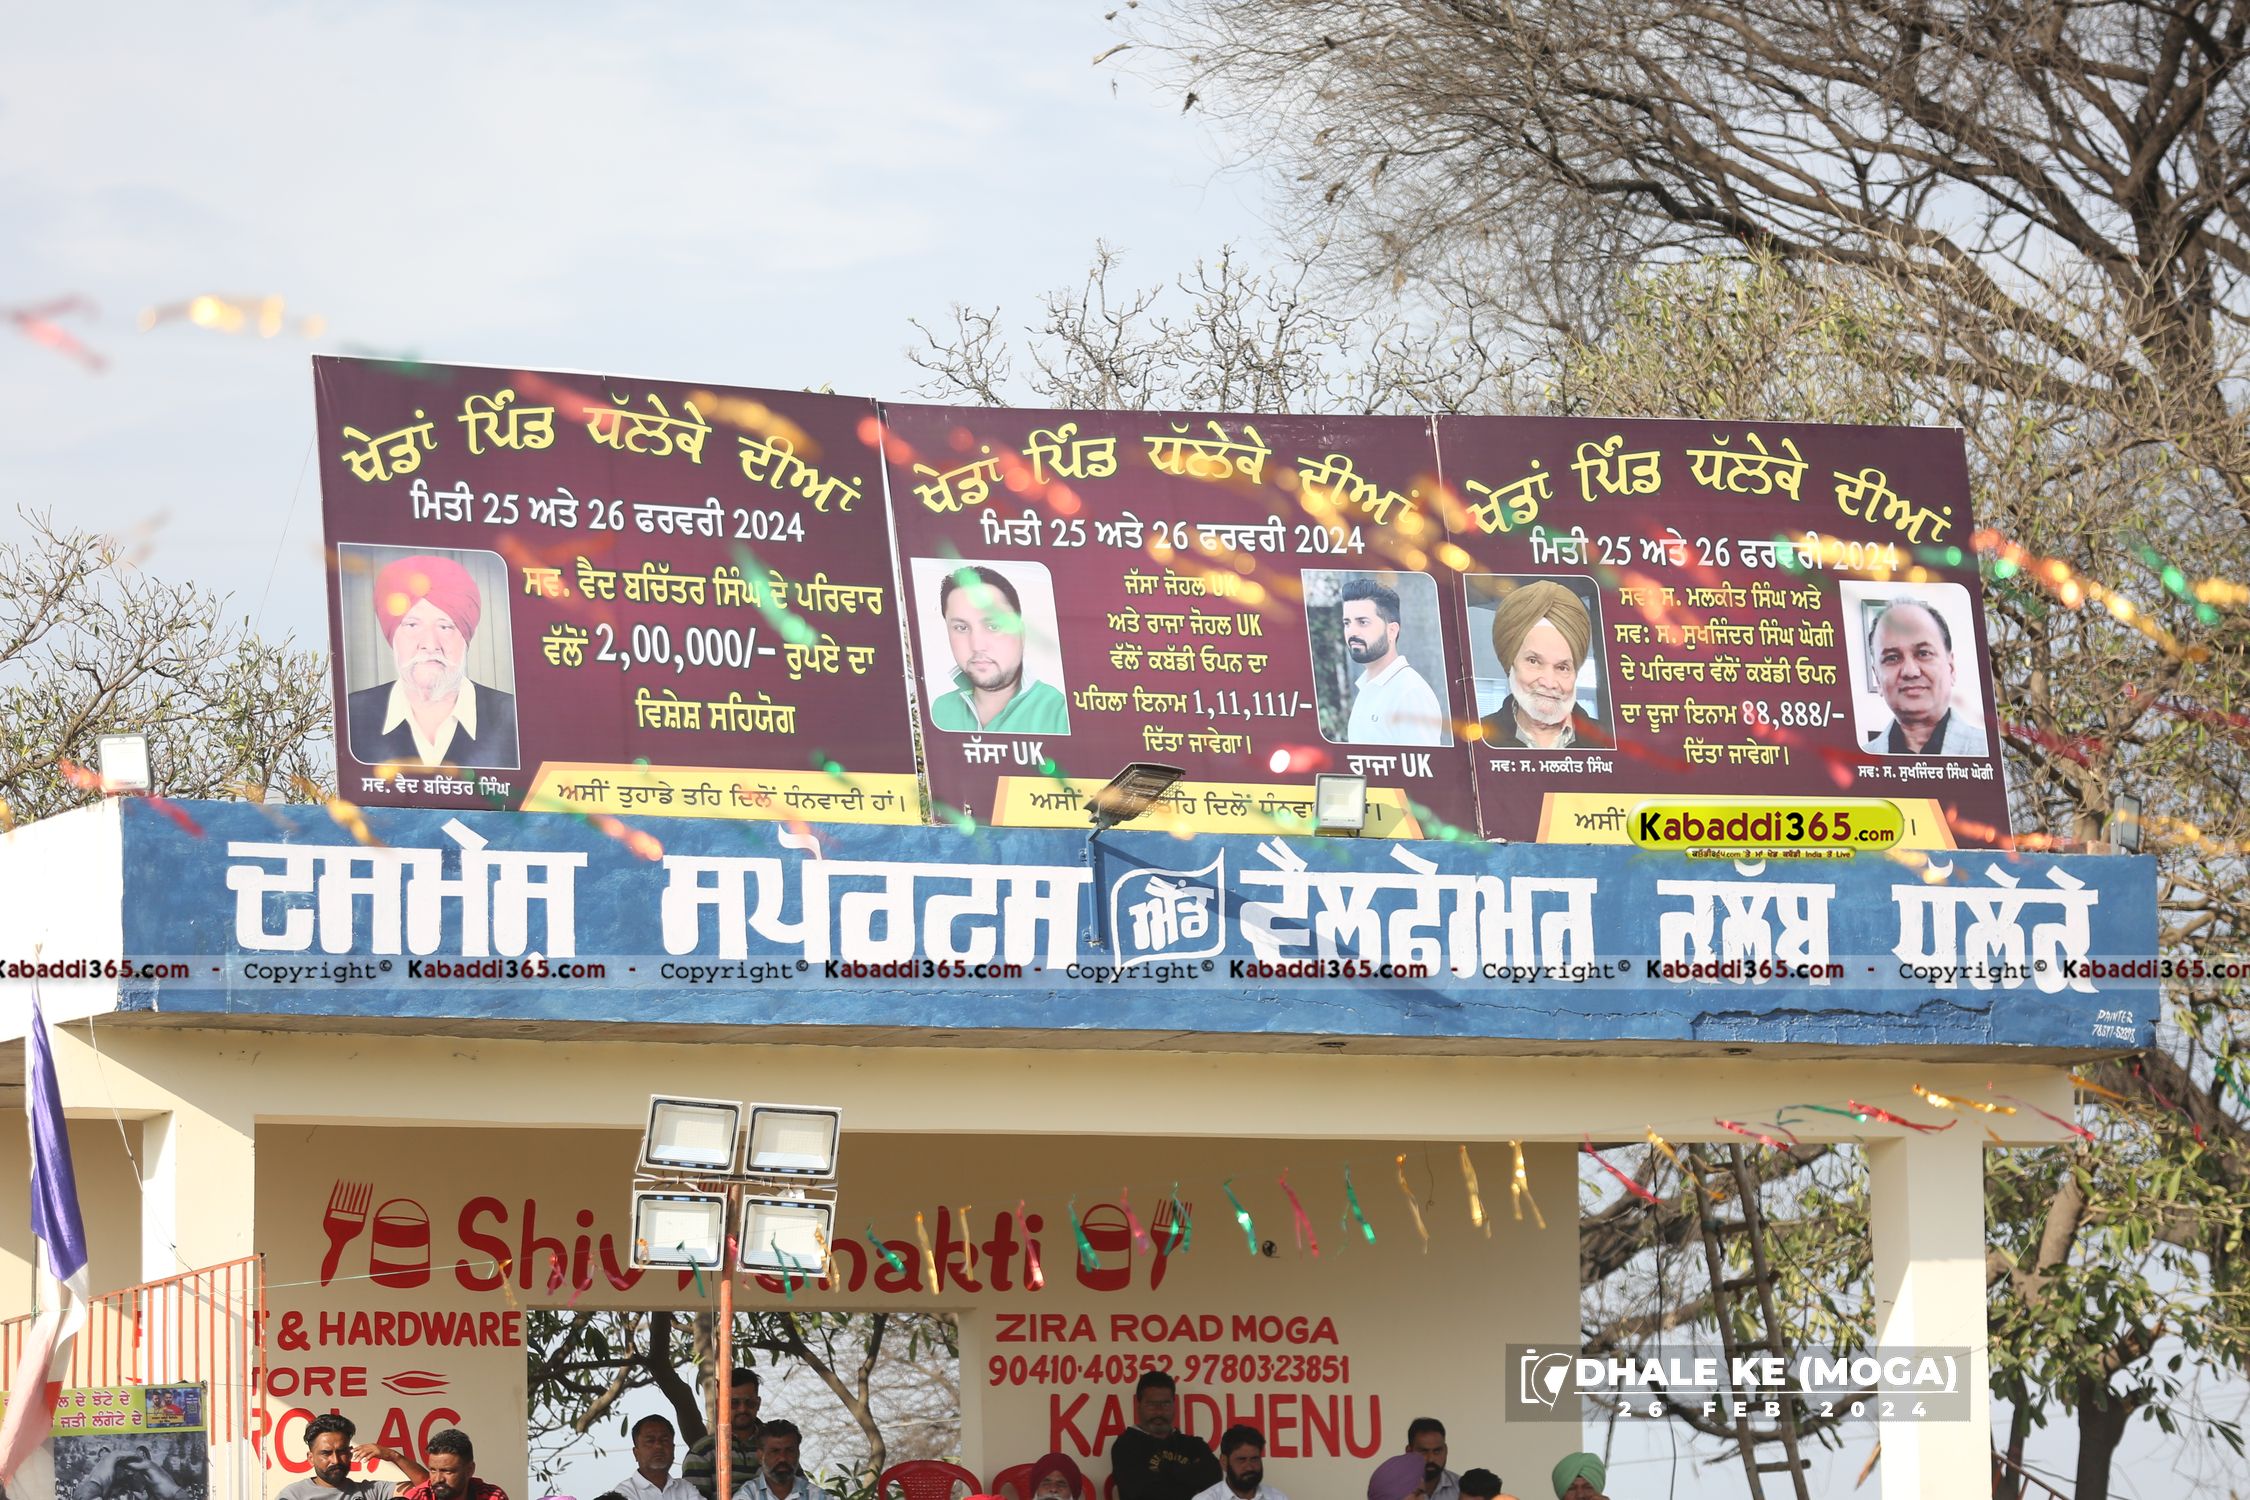 ਖੇਡਾਂ ਪਿੰਡ ਧੱਲੇਕੇ ਦੀਆਂ
ਮਿਤੀ 25 ਅਤੇ 26 ਫਰਵਰੀ 2024
ਸਵ. ਵੈਦ ਬਚਿੱਤਰ ਸਿੰਘ ਦੇ ਪਰਿਵਾਰ
ਵੱਲੋਂ 2,00,000/- ਰੁਪਏ ਦਾ
ਵਿਸ਼ੇਸ਼ ਸਹਿਯੋਗ
ਸਵ. ਵੈਦ ਬਚਿੱਤਰ ਸਿੰਘ
ਅਸੀਂ ਤੁਹਾਡੇ ਤਹਿ ਦਿਲੋਂ ਧੰਨਵਾਦੀ ਹਾਂ।
ਖੇਡਾਂ ਪਿੰਡ ਧੱਲੇਕੇ ਦੀਆਂ
ਮਿਤੀ 25 ਅਤੇ 26 ਫਰਵਰੀ 2024
ਜੱਸਾ ਜੋਹਲ UK
ਅਤੇ ਰਾਜਾ ਜੋਹਲ UK
ਵੱਲੋਂ ਕਬੱਡੀ ਓਪਨ ਦਾ
ਪਹਿਲਾ ਇਨਾਮ 1,11,111/-
ਦਿੱਤਾ ਜਾਵੇਗਾ।
ਜੱਸਾ UK
ਰਾਜਾ UK
ਅਸੀਂ ਤਹਿ ਦਿਲੋਂ
ਖੇਡਾਂ ਪਿੰਡ ਧੱਲੇਕੇ ਦੀਆਂ
ਮਿਤੀ 25 ਅਤੇ 26 ਫਰਵਰੀ 2024
ਸਵ: ਸ. ਮਲਕੀਤ ਸਿੰਘ ਅਤੇ
ਸਵ: ਸ. ਸੁਖਜਿੰਦਰ ਸਿੰਘ ਘੋਗੀ
ਦੇ ਪਰਿਵਾਰ ਵੱਲੋਂ ਕਬੱਡੀ ਓਪਨ
ਦਾ ਦੂਜਾ ਇਨਾਮ 88,888/-
ਦਿੱਤਾ ਜਾਵੇਗਾ।
ਸਵ: ਸ. ਮਲਕੀਤ ਸਿੰਘ
ਸਵ: ਸ. ਸੁਖਜਿੰਦਰ ਸਿੰਘ ਘੋਗੀ
ਅਸੀਂ
Kabaddi365.com
ਦਸਮੇਸ਼ ਸਪੋਰਟਸ ਐਂਡ ਵੈਲਫੇਅਰ ਕਲੱਬ ਧੱਲੇਕੇ
Kabaddi365.com - Copyright© Kabaddi365.com - Copyright© Kabaddi365.com - Copyright© Kabaddi365.com - Copyright© Kabaddi365.com - Copyright© Kabaddi365.com
PAINTER
Shiv
& HARDWARE
ZIRA ROAD MOGA
90410-40352, 97803-23851
DHALE KE (MOGA)
26 FEB 2024
ਦੇ ਝੋਟੇ ਦੇ
ਜਤੀ ਲੰਗੋਟੇ ਦੇ